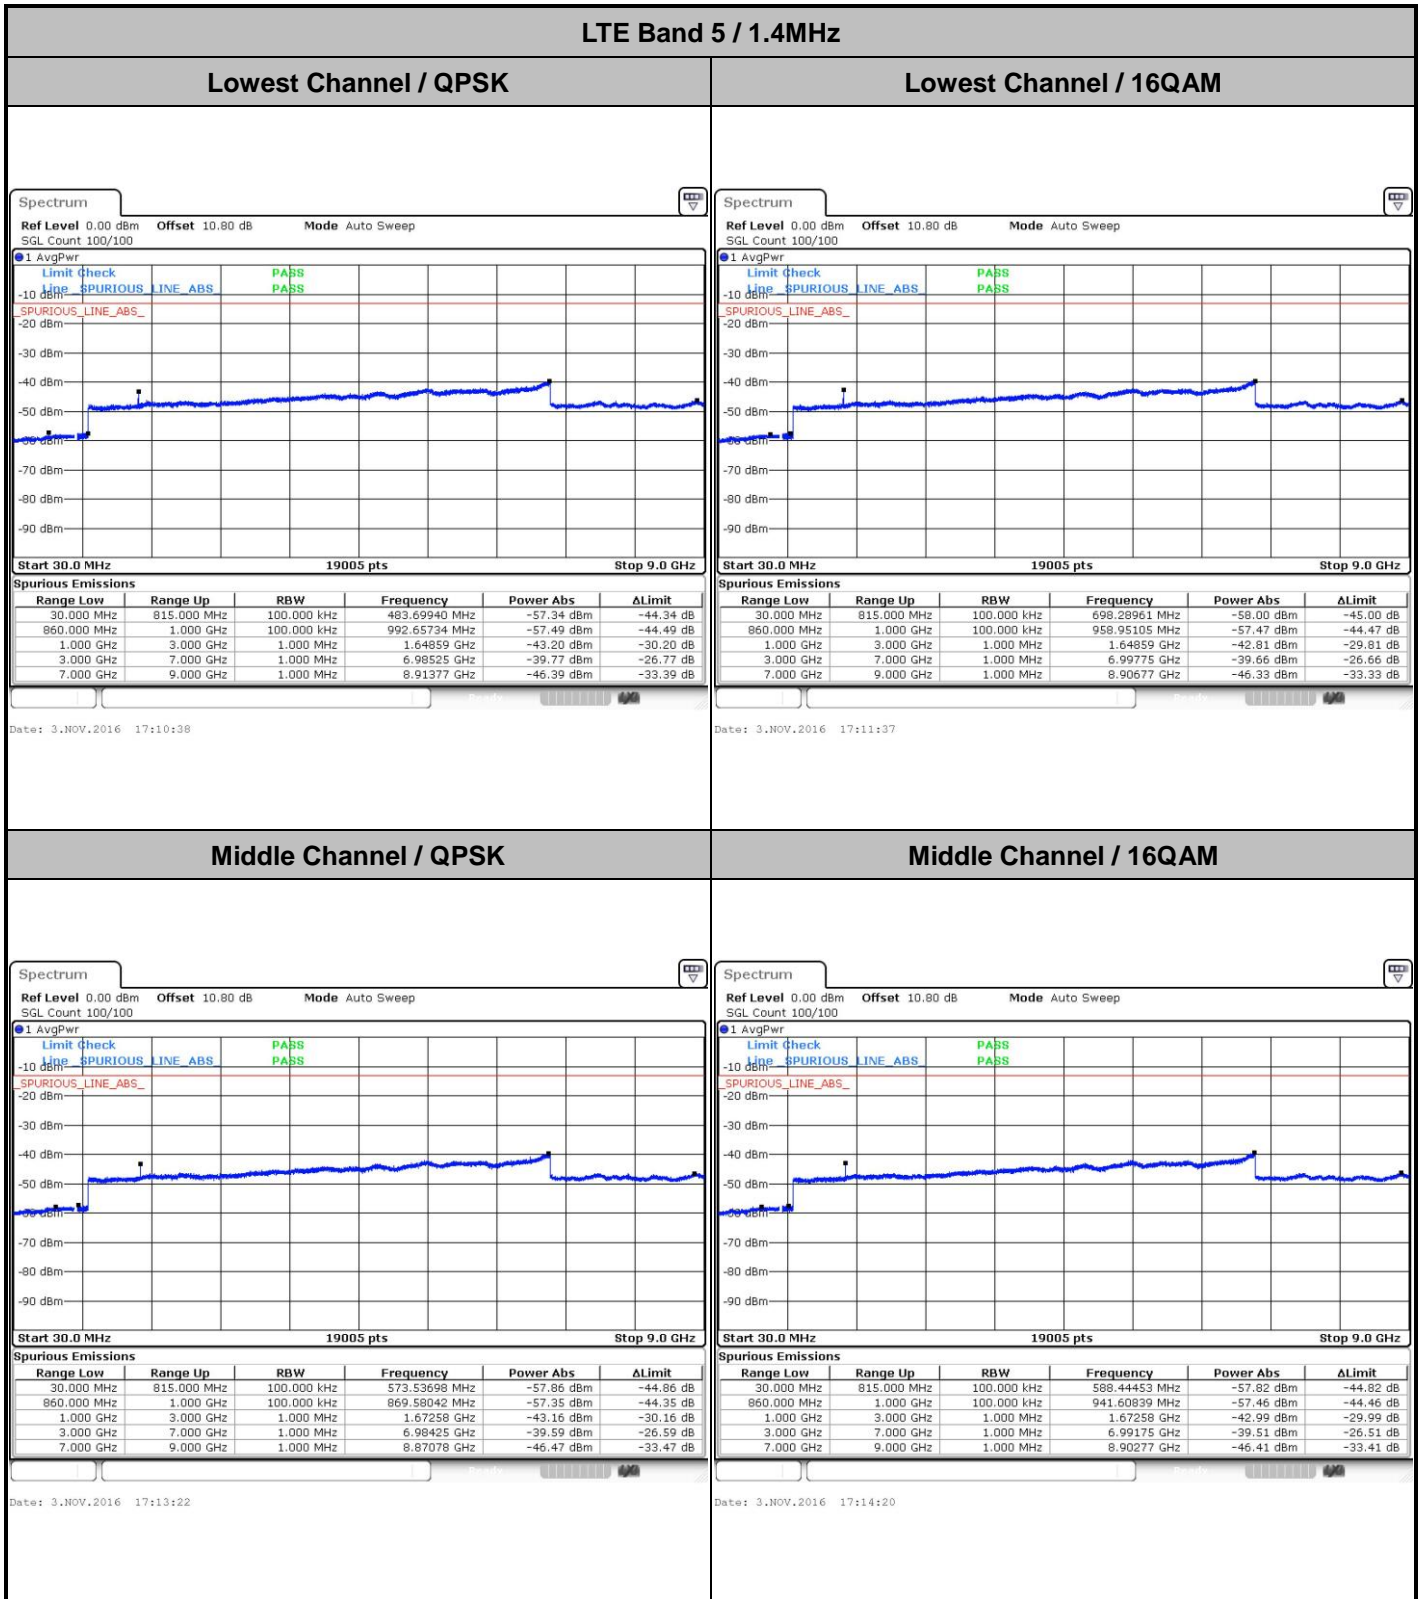 LTE Band 5 / 1.4MHz
Lowest Channel / QPSK
Lowest Channel / 16QAM
Spectrum
Ref Level 0.00 dBm Offset 10.80 dB Mode Auto Sweep
SGL Count 100/100
1 AvgPwr
Limit Check PASS
Line _SPURIOUS_LINE_ABS_ PASS
-10 dBm
_SPURIOUS_LINE_ABS_
-20 dBm
-30 dBm
-40 dBm
-50 dBm
-60 dBm
-70 dBm
-80 dBm
-90 dBm
Start 30.0 MHz 19005 pts Stop 9.0 GHz
Spurious Emissions
Range Low Range Up RBW Frequency Power Abs ΔLimit
30.000 MHz 815.000 MHz 100.000 kHz 483.69940 MHz -57.34 dBm -44.34 dB
860.000 MHz 1.000 GHz 100.000 kHz 992.65734 MHz -57.49 dBm -44.49 dB
1.000 GHz 3.000 GHz 1.000 MHz 1.64859 GHz -43.20 dBm -30.20 dB
3.000 GHz 7.000 GHz 1.000 MHz 6.98525 GHz -39.77 dBm -26.77 dB
7.000 GHz 9.000 GHz 1.000 MHz 8.91377 GHz -46.39 dBm -33.39 dB
Date: 3.NOV.2016 17:10:38
Spectrum
Ref Level 0.00 dBm Offset 10.80 dB Mode Auto Sweep
SGL Count 100/100
1 AvgPwr
Limit Check PASS
Line _SPURIOUS_LINE_ABS_ PASS
-10 dBm
_SPURIOUS_LINE_ABS_
-20 dBm
-30 dBm
-40 dBm
-50 dBm
-60 dBm
-70 dBm
-80 dBm
-90 dBm
Start 30.0 MHz 19005 pts Stop 9.0 GHz
Spurious Emissions
Range Low Range Up RBW Frequency Power Abs ΔLimit
30.000 MHz 815.000 MHz 100.000 kHz 698.28961 MHz -58.00 dBm -45.00 dB
860.000 MHz 1.000 GHz 100.000 kHz 958.95105 MHz -57.47 dBm -44.47 dB
1.000 GHz 3.000 GHz 1.000 MHz 1.64859 GHz -42.81 dBm -29.81 dB
3.000 GHz 7.000 GHz 1.000 MHz 6.99775 GHz -39.66 dBm -26.66 dB
7.000 GHz 9.000 GHz 1.000 MHz 8.90677 GHz -46.33 dBm -33.33 dB
Date: 3.NOV.2016 17:11:37
Middle Channel / QPSK
Middle Channel / 16QAM
Spectrum
Ref Level 0.00 dBm Offset 10.80 dB Mode Auto Sweep
SGL Count 100/100
1 AvgPwr
Limit Check PASS
Line _SPURIOUS_LINE_ABS_ PASS
-10 dBm
_SPURIOUS_LINE_ABS_
-20 dBm
-30 dBm
-40 dBm
-50 dBm
-60 dBm
-70 dBm
-80 dBm
-90 dBm
Start 30.0 MHz 19005 pts Stop 9.0 GHz
Spurious Emissions
Range Low Range Up RBW Frequency Power Abs ΔLimit
30.000 MHz 815.000 MHz 100.000 kHz 573.53698 MHz -57.86 dBm -44.86 dB
860.000 MHz 1.000 GHz 100.000 kHz 869.58042 MHz -57.35 dBm -44.35 dB
1.000 GHz 3.000 GHz 1.000 MHz 1.67258 GHz -43.16 dBm -30.16 dB
3.000 GHz 7.000 GHz 1.000 MHz 6.98425 GHz -39.59 dBm -26.59 dB
7.000 GHz 9.000 GHz 1.000 MHz 8.87078 GHz -46.47 dBm -33.47 dB
Date: 3.NOV.2016 17:13:22
Spectrum
Ref Level 0.00 dBm Offset 10.80 dB Mode Auto Sweep
SGL Count 100/100
1 AvgPwr
Limit Check PASS
Line _SPURIOUS_LINE_ABS_ PASS
-10 dBm
_SPURIOUS_LINE_ABS_
-20 dBm
-30 dBm
-40 dBm
-50 dBm
-60 dBm
-70 dBm
-80 dBm
-90 dBm
Start 30.0 MHz 19005 pts Stop 9.0 GHz
Spurious Emissions
Range Low Range Up RBW Frequency Power Abs ΔLimit
30.000 MHz 815.000 MHz 100.000 kHz 588.44453 MHz -57.82 dBm -44.82 dB
860.000 MHz 1.000 GHz 100.000 kHz 941.60839 MHz -57.46 dBm -44.46 dB
1.000 GHz 3.000 GHz 1.000 MHz 1.67258 GHz -42.99 dBm -29.99 dB
3.000 GHz 7.000 GHz 1.000 MHz 6.99175 GHz -39.51 dBm -26.51 dB
7.000 GHz 9.000 GHz 1.000 MHz 8.90277 GHz -46.41 dBm -33.41 dB
Date: 3.NOV.2016 17:14:20